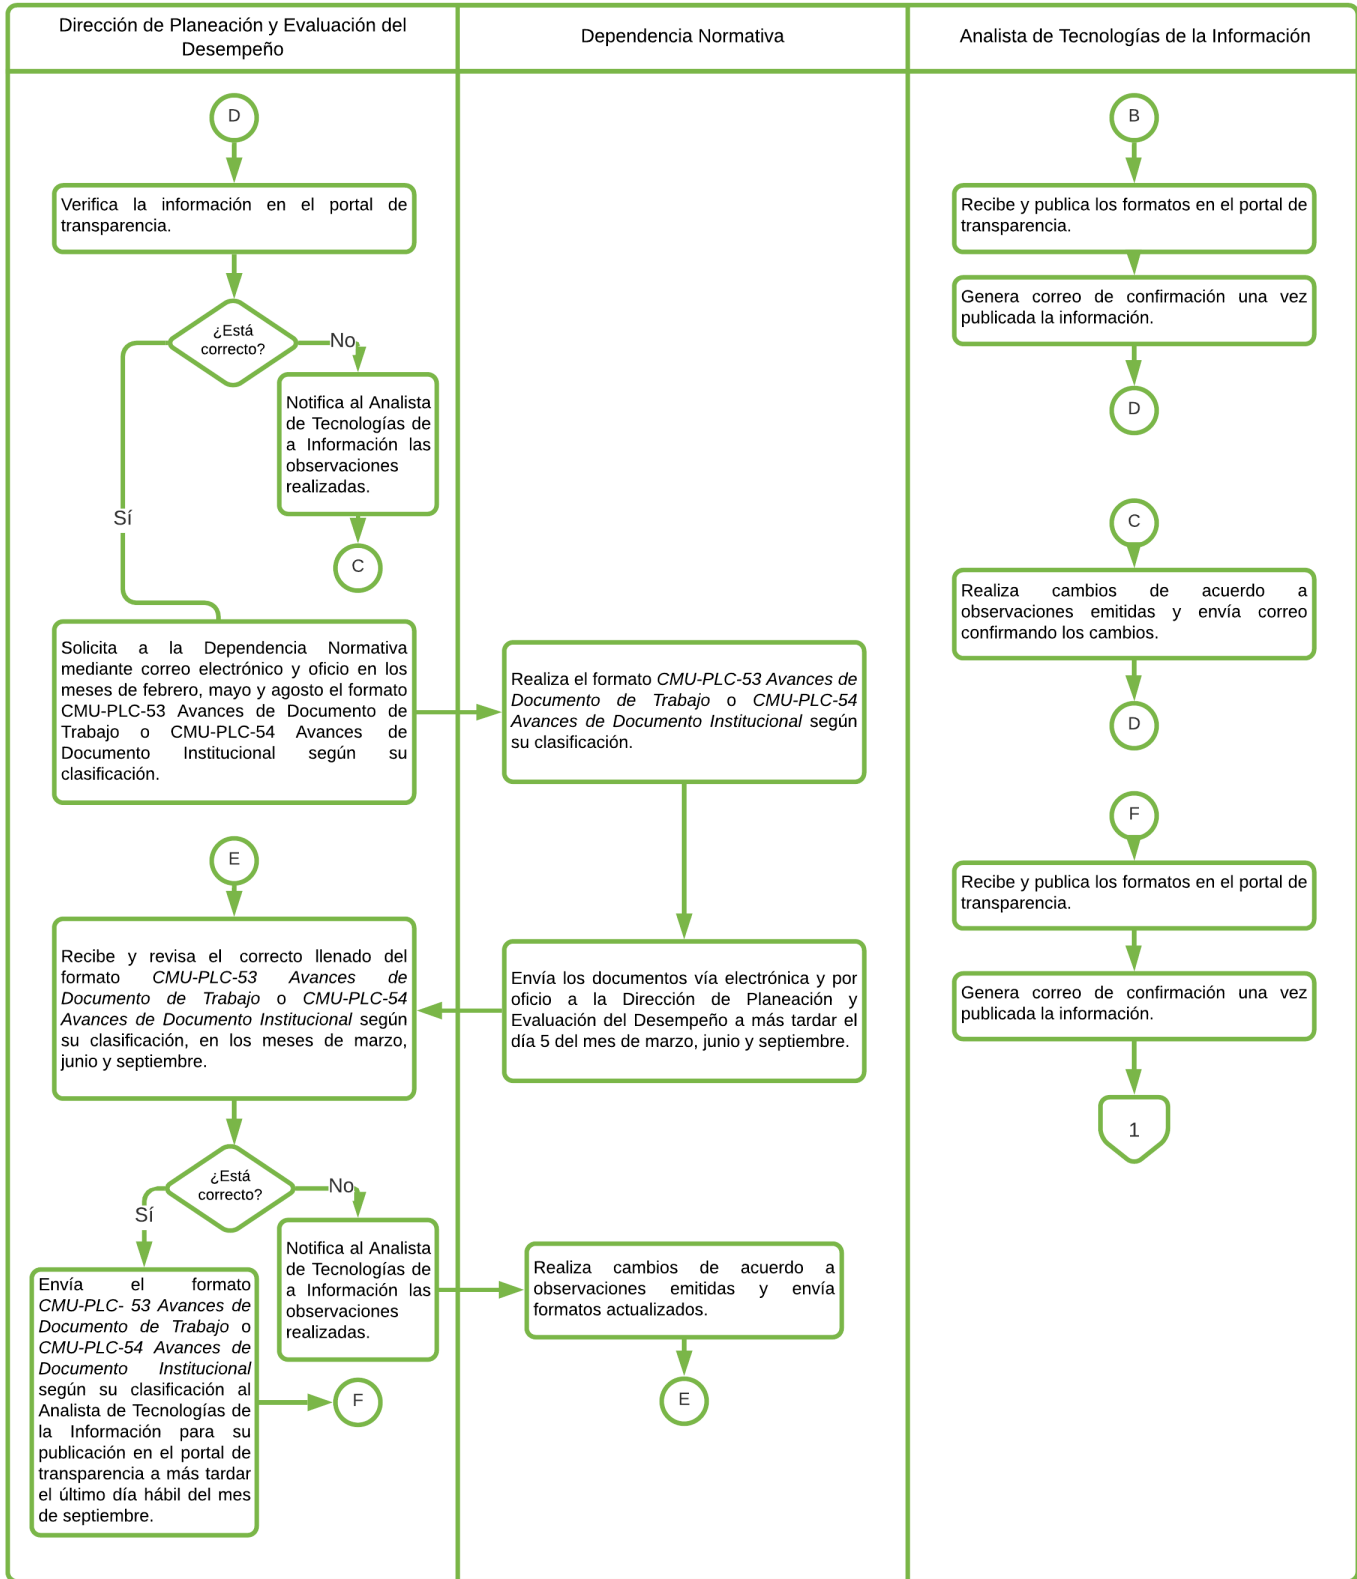 Dirección de Planeación y Evaluación del
Desempeño
Dependencia Normativa
Analista de Tecnologías de la Información
D
Verifica la información en el portal de
transparencia.
¿Está
correcto?
No
Notifica al Analista
de Tecnologías de
a Información las
observaciones
realizadas.
C
Sí
Solicita a la Dependencia Normativa
mediante correo electrónico y oficio en los
meses de febrero, mayo y agosto el formato
CMU-PLC-53 Avances de Documento de
Trabajo o CMU-PLC-54 Avances de
Documento Institucional según su
clasificación.
E
Recibe y revisa el correcto llenado del
formato CMU-PLC-53 Avances de
Documento de Trabajo o CMU-PLC-54
Avances de Documento Institucional según
su clasificación, en los meses de marzo,
junio y septiembre.
¿Está
correcto?
No
Sí
Notifica al Analista
de Tecnologías de
a Información las
observaciones
realizadas.
Envía el formato
CMU-PLC- 53 Avances de
Documento de Trabajo o
CMU-PLC-54 Avances de
Documento Institucional
según su clasificación al
Analista de Tecnologías de
la Información para su
publicación en el portal de
transparencia a más tardar
el último día hábil del mes
de septiembre.
F
Realiza el formato CMU-PLC-53 Avances de
Documento de Trabajo o CMU-PLC-54
Avances de Documento Institucional según
su clasificación.
Envía los documentos vía electrónica y por
oficio a la Dirección de Planeación y
Evaluación del Desempeño a más tardar el
día 5 del mes de marzo, junio y septiembre.
Realiza cambios de acuerdo a
observaciones emitidas y envía
formatos actualizados.
E
B
Recibe y publica los formatos en el portal de
transparencia.
Genera correo de confirmación una vez
publicada la información.
D
C
Realiza cambios de acuerdo a
observaciones emitidas y envía correo
confirmando los cambios.
D
F
Recibe y publica los formatos en el portal de
transparencia.
Genera correo de confirmación una vez
publicada la información.
1